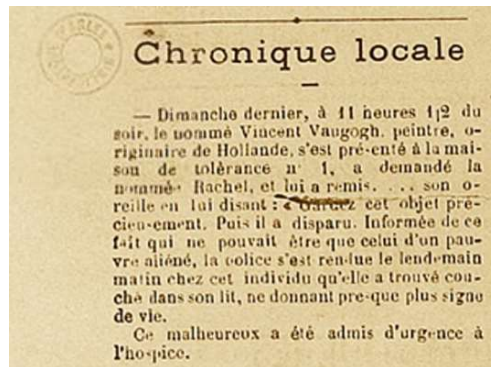 Chronique locale
— Dimanche dernier, à 11 heures 1|2 du
soir, le nommé Vincent Vaugogh, peintre, o-
riginaire de Hollande, s'est présenté à la mai-
son de tolérance n° 1, a demandé la
nommée Rachel, et lui a remis. ... son o-
reille en lui disant : « Gardez cet objet pré-
cieusement. Puis il a disparu. Informée de ce
fait qui ne pouvait être que celui d'un pau-
vre aliéné, la police s'est rendue le lendemain
matin chez cet individu qu'elle a trouvé cou-
ché dans son lit, ne donnant presque plus signe
de vie.
Ce malheureux a été admis d'urgence à
l'hospice.